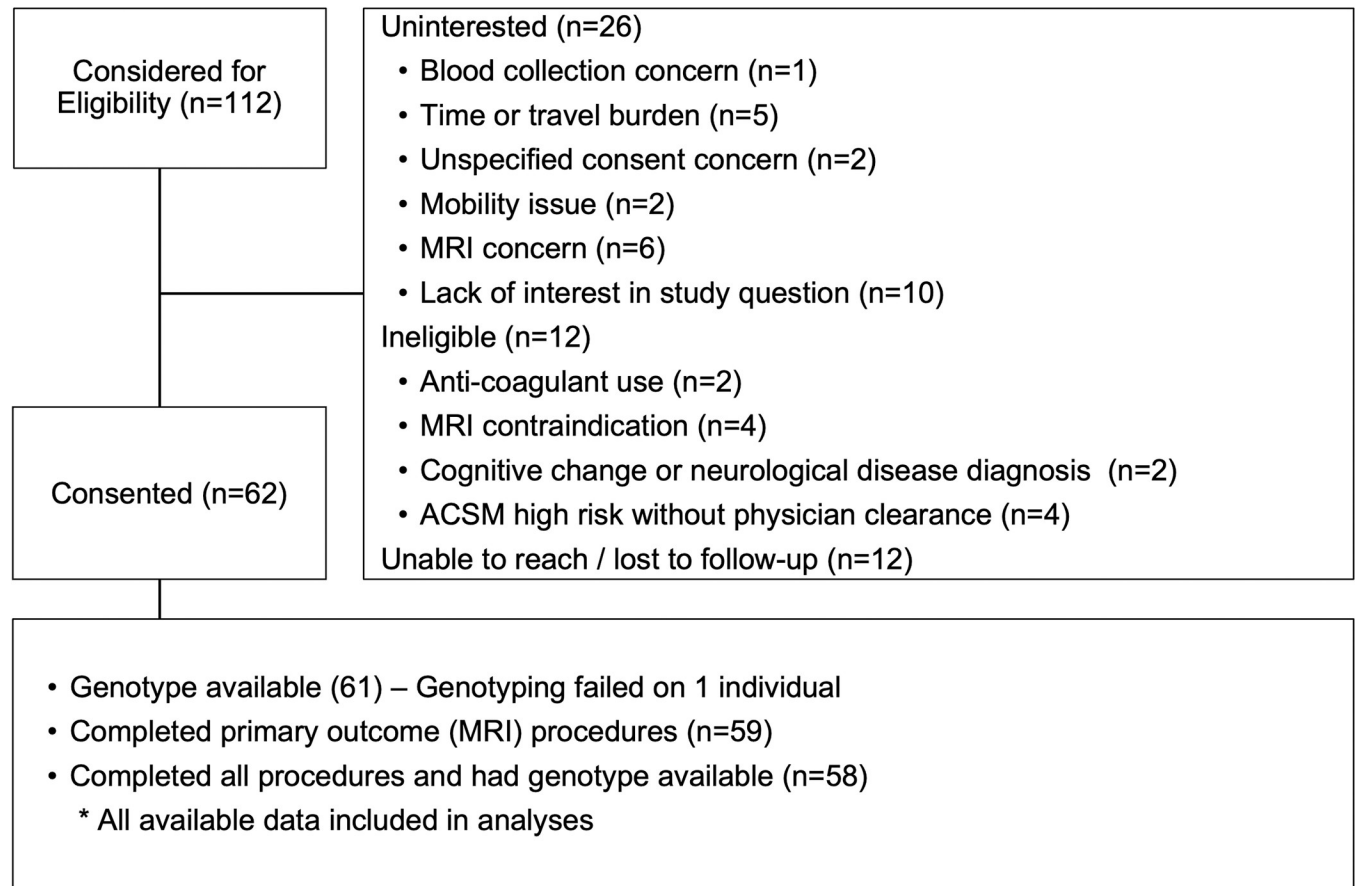 Considered for
Eligibility (n=112)
Uninterested (n=26)
• Blood collection concern (n=1)
• Time or travel burden (n=5)
• Unspecified consent concern (n=2)
• Mobility issue (n=2)
• MRI concern (n=6)
• Lack of interest in study question (n=10)
Ineligible (n=12)
• Anti-coagulant use (n=2)
• MRI contraindication (n=4)
• Cognitive change or neurological disease diagnosis  (n=2)
• ACSM high risk without physician clearance (n=4)
Unable to reach / lost to follow-up (n=12)
Consented (n=62)
• Genotype available (61) – Genotyping failed on 1 individual
• Completed primary outcome (MRI) procedures (n=59)
• Completed all procedures and had genotype available (n=58)
* All available data included in analyses